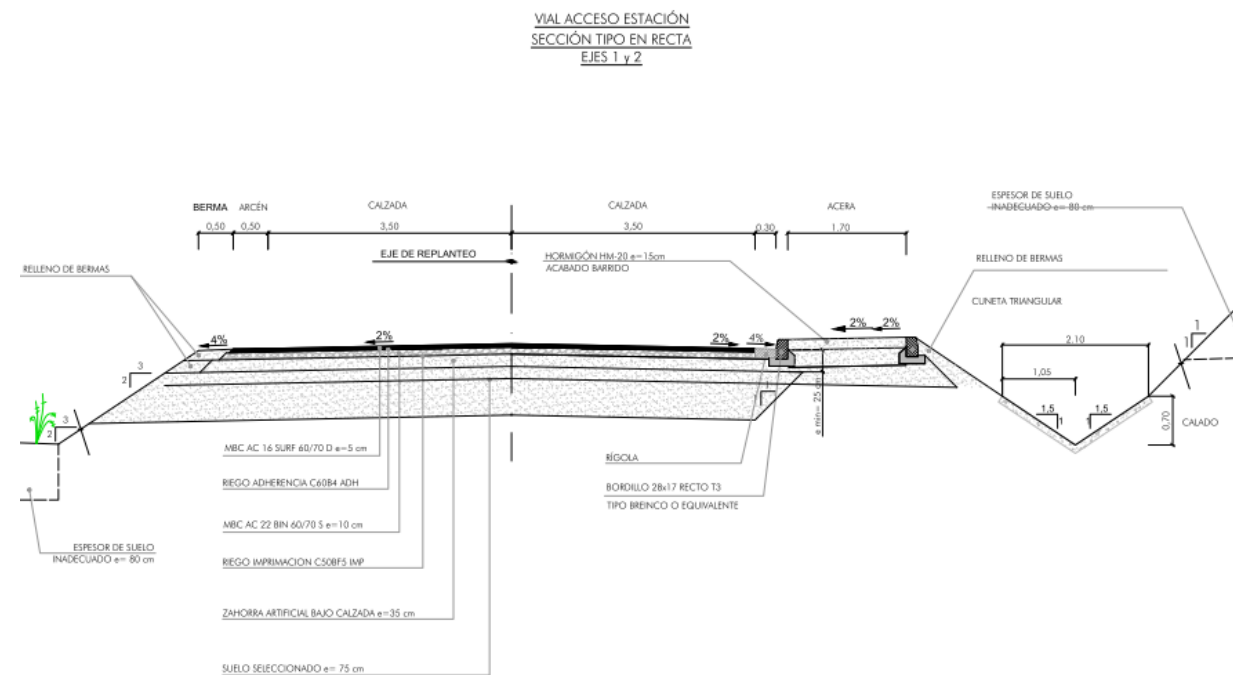 VIAL ACCESO ESTACIÓN
SECCIÓN TIPO EN RECTA
EJES 1 y 2
ESPESOR DE SUELO
INADECUADO e= 80 cm
BERMA ARCÉN CALZADA CALZADA ACERA
0,50 0,50 3,50 3,50 0.30 1.70
EJE DE REPLANTEO
HORMIGÓN HM-20 e=15cm
ACABADO BARRIDO
RELLENO DE BERMAS
RELLENO DE BERMAS
CUNETA TRIANGULAR
4% 2% 2% 4% 2% 2%
1
1
2,10
3
2
1,05
1
e min= 25 cm
1,5 1 1 1,5
0,70
CALADO
3
2
MBC AC 16 SURF 60/70 D e=5 cm
RÍGOLA
RIEGO ADHERENCIA C60B4 ADH
BORDILLO 28x17 RECTO T3
TIPO BREINCO O EQUIVALENTE
MBC AC 22 BIN 60/70 S e=10 cm
ESPESOR DE SUELO
INADECUADO e= 80 cm
RIEGO IMPRIMACION C50BF5 IMP
ZAHORRA ARTIFICIAL BAJO CALZADA e=35 cm
SUELO SELECCIONADO e= 75 cm